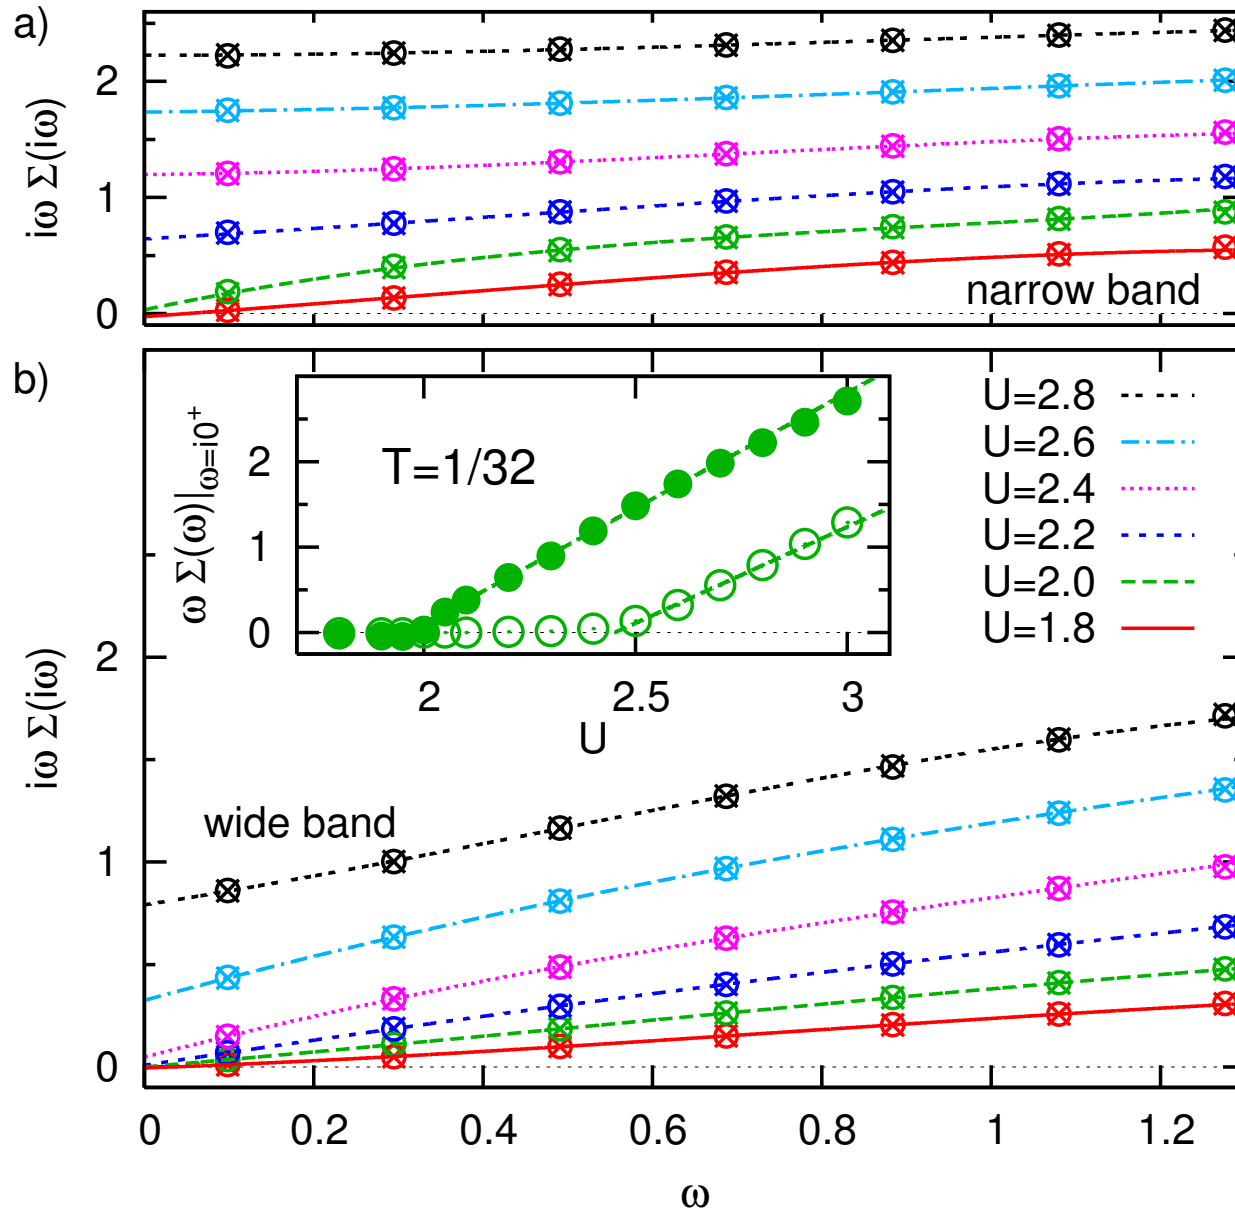 a)
2
1
0
iω Σ(iω)
narrow band
b)
2
1
0
iω Σ(iω)
wide band
U=2.8
U=2.6
U=2.4
U=2.2
U=2.0
U=1.8
2
1
0
ω Σ(ω)|ω=i0⁺
T=1/32
2 2.5 3
U
0 0.2 0.4 0.6 0.8 1 1.2
ω